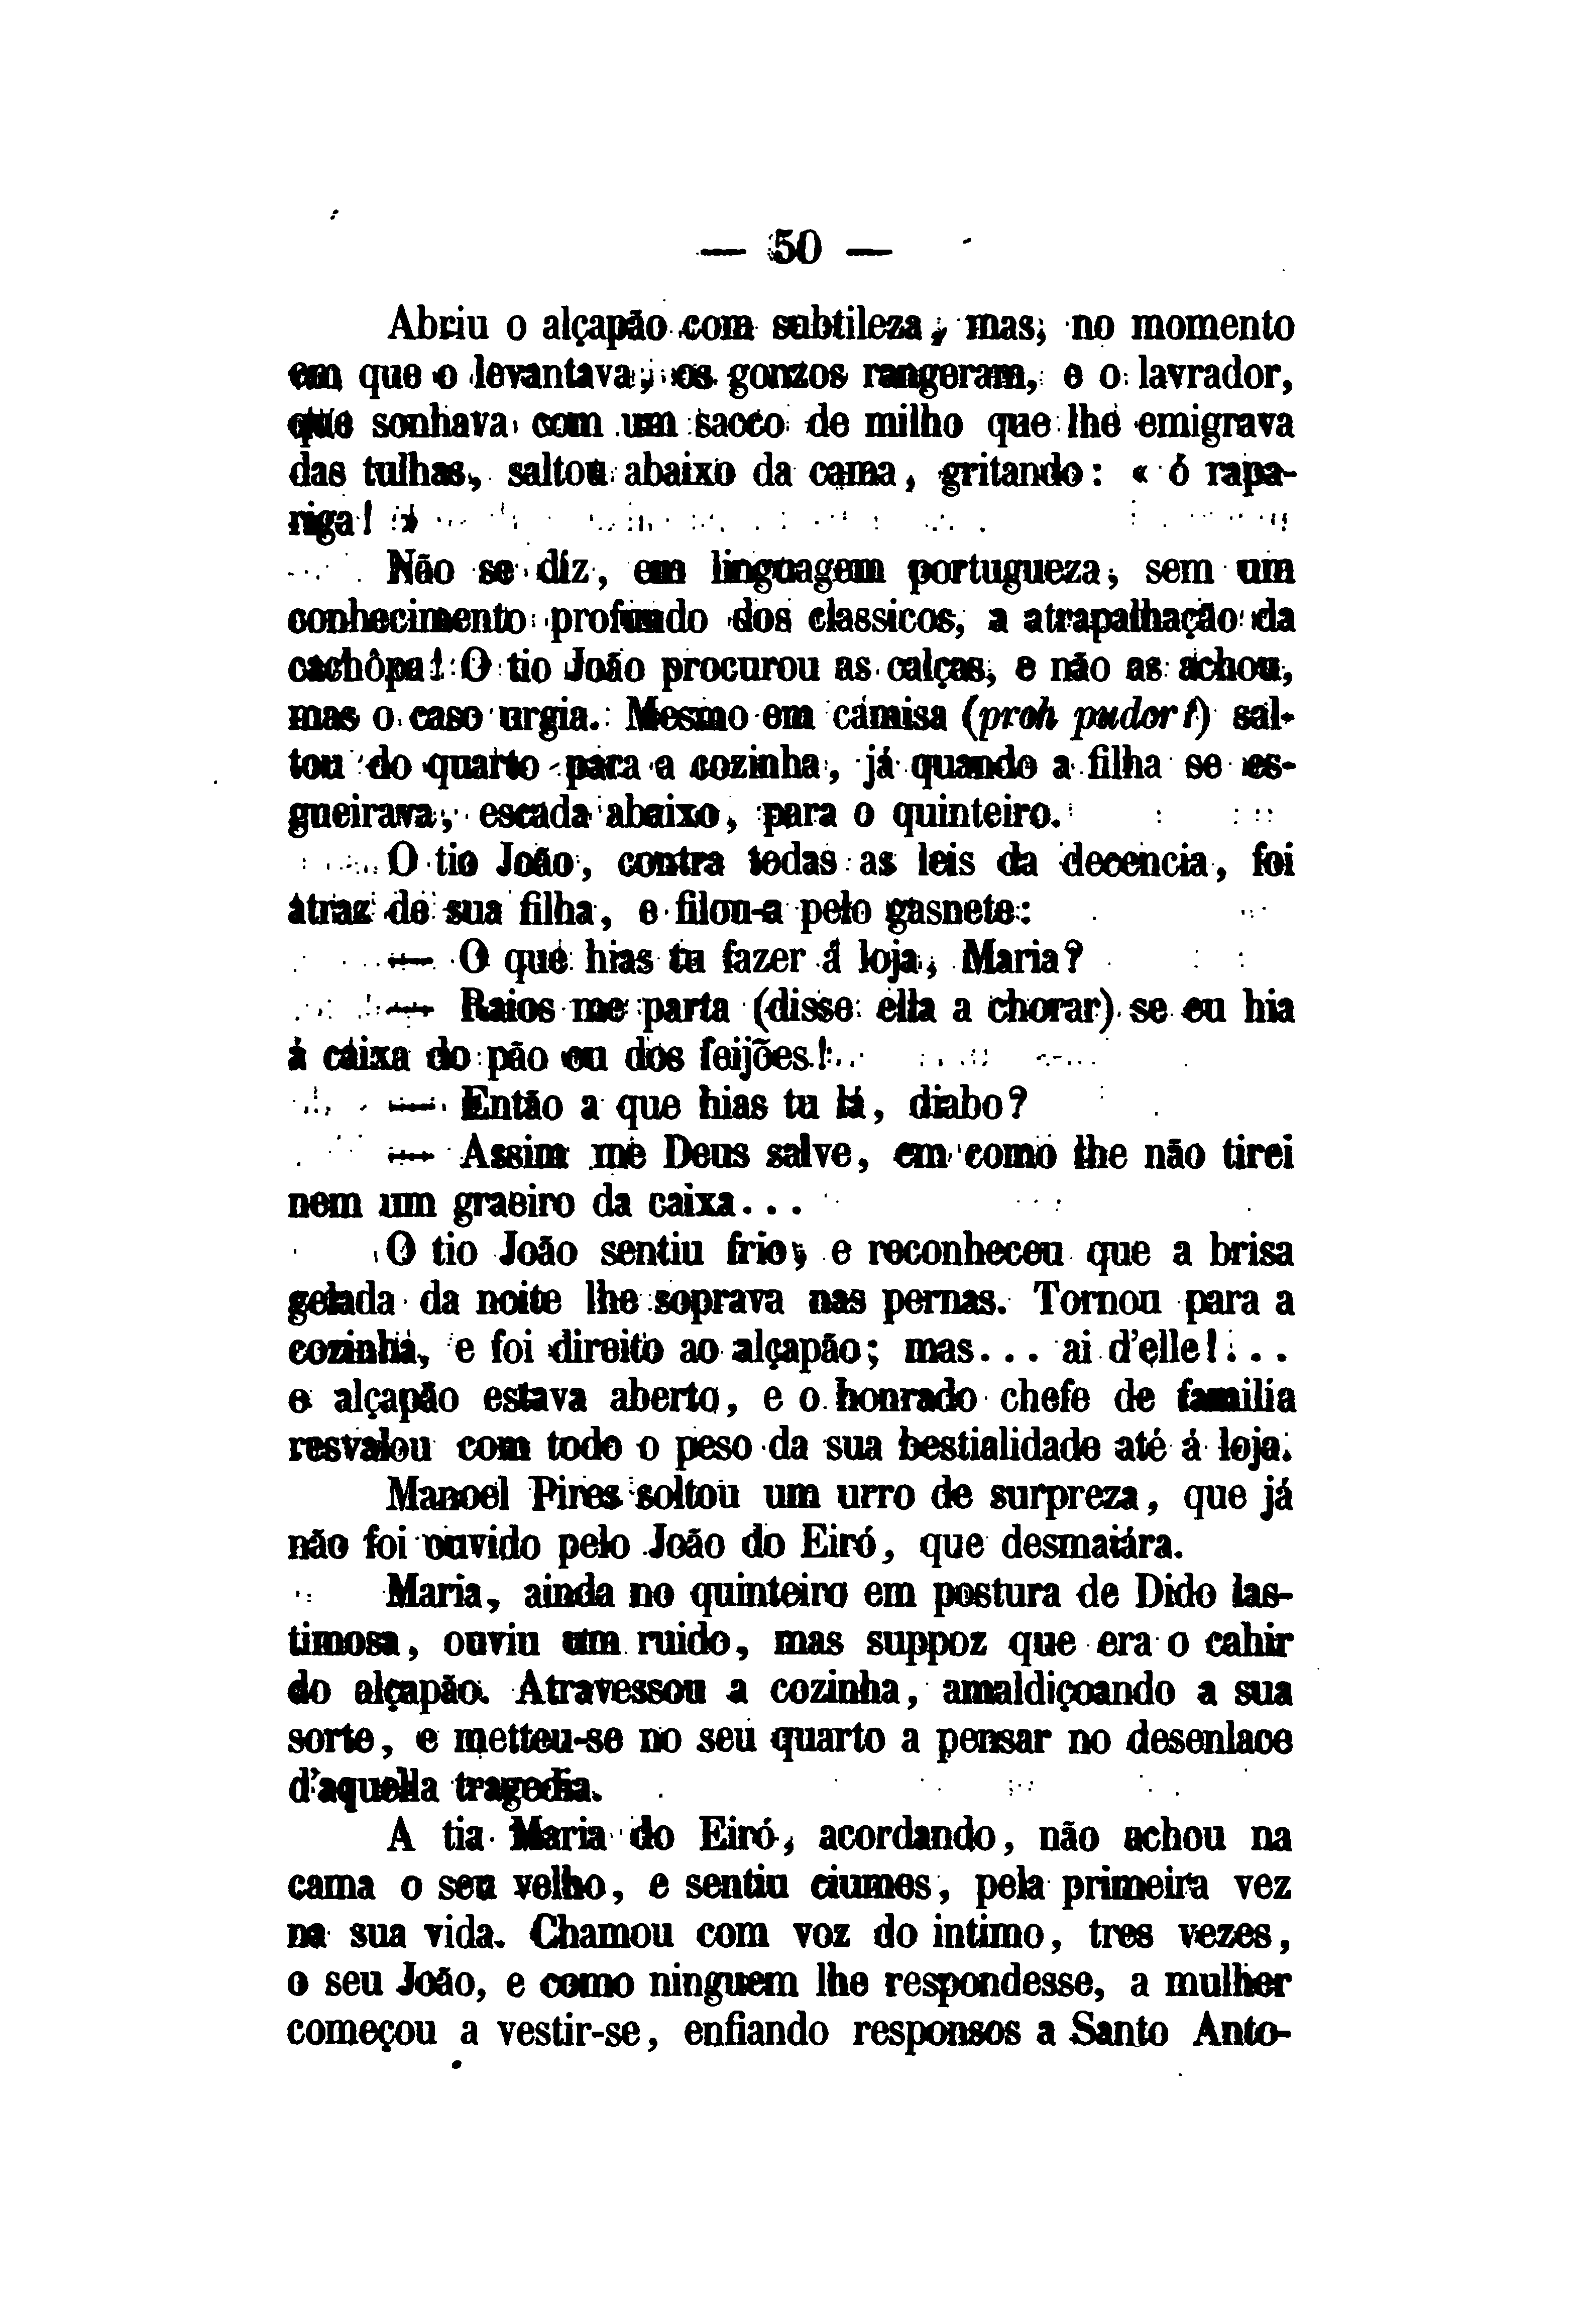 — 50 —
Abriu o alçapão com subtileza, mas, no momento
em que o levantava, os gonzos rangeram, e o lavrador,
que sonhava com um sacco de milho que lhe emigrava
das tulhas, saltou abaixo da cama, gritando: « ó rapa-
riga! »
Não se díz, em linguagem portugueza, sem um
conhecimento profundo dos classicos, a atrapalhação da
cachôpa! O tio João procurou as calças, e não as achou,
mas o caso urgia. Mesmo em camisa (proh pudor!) sal-
tou do quarto para a cozinha, já quando a filha se es-
gueirava, escada abaixo, para o quinteiro.
O tio João, contra todas as leis da decencia, foi
atraz de sua filha, e filou-a pelo gasnete:
— O que hias tu fazer á loja, Maria?
— Raios me parta (disse ella a chorar) se eu hia
á caixa do pão ou dos feijões!
— Então a que hias tu lá, diabo?
— Assim me Deus salve, em como lhe não tirei
nem um graeiro da caixa...
O tio João sentiu frio, e reconheceu que a brisa
gelada da noite lhe soprava nas pernas. Tornou para a
cozinha, e foi direito ao alçapão; mas... ai d'elle!...
o alçapão estava aberto, e o honrado chefe de familia
resvalou com todo o peso da sua bestialidade até á loja.
Manoel Pires soltou um urro de surpreza, que já
não foi ouvido pelo João do Eiró, que desmaiára.
Maria, ainda no quinteiro em postura de Dido las-
timosa, ouviu um ruido, mas suppoz que era o cahir
do alçapão. Atravessou a cozinha, amaldiçoando a sua
sorte, e metteu-se no seu quarto a pensar no desenlace
d'aquella tragedia.
A tia Maria do Eiró, acordando, não achou na
cama o seu velho, e sentiu ciumes, pela primeira vez
na sua vida. Chamou com voz do intimo, tres vezes,
o seu João, e como ninguem lhe respondesse, a mulher
começou a vestir-se, enfiando responsos a Santo Anto-